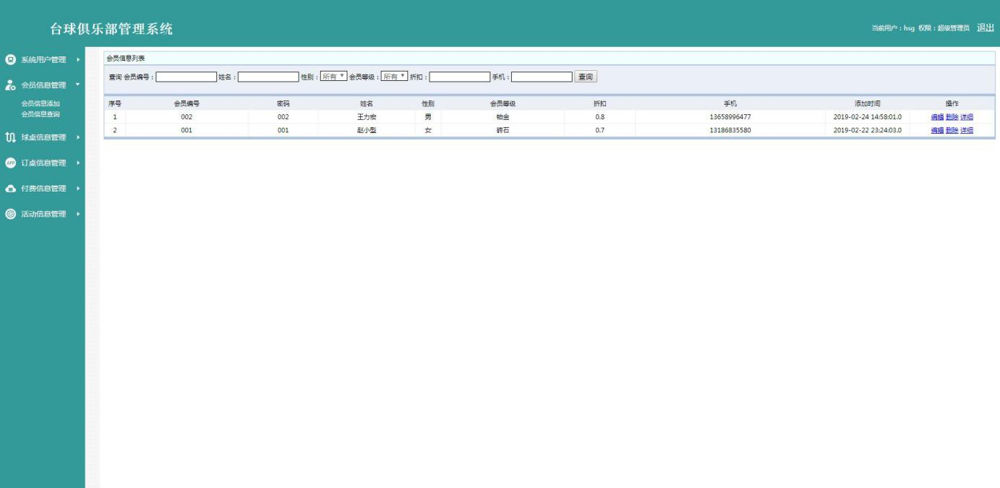 台球俱乐部管理系统
当前用户：hsg 权限：超级管理员 退出
系统用户管理
会员信息管理
会员信息添加
会员信息查询
球桌信息管理
订桌信息管理
APP
付费信息管理
活动信息管理
会员信息列表
查询 会员编号： 姓名： 性别：所有 会员等级：所有 折扣： 手机： 查询
序号 会员编号 密码 姓名 性别 会员等级 折扣 手机 添加时间 操作
1 002 002 王力宏 男 铂金 0.8 13658996477 2019-02-24 14:58:01.0 编辑 删除 详细
2 001 001 赵小型 女 砖石 0.7 13186835580 2019-02-22 23:24:03.0 编辑 删除 详细